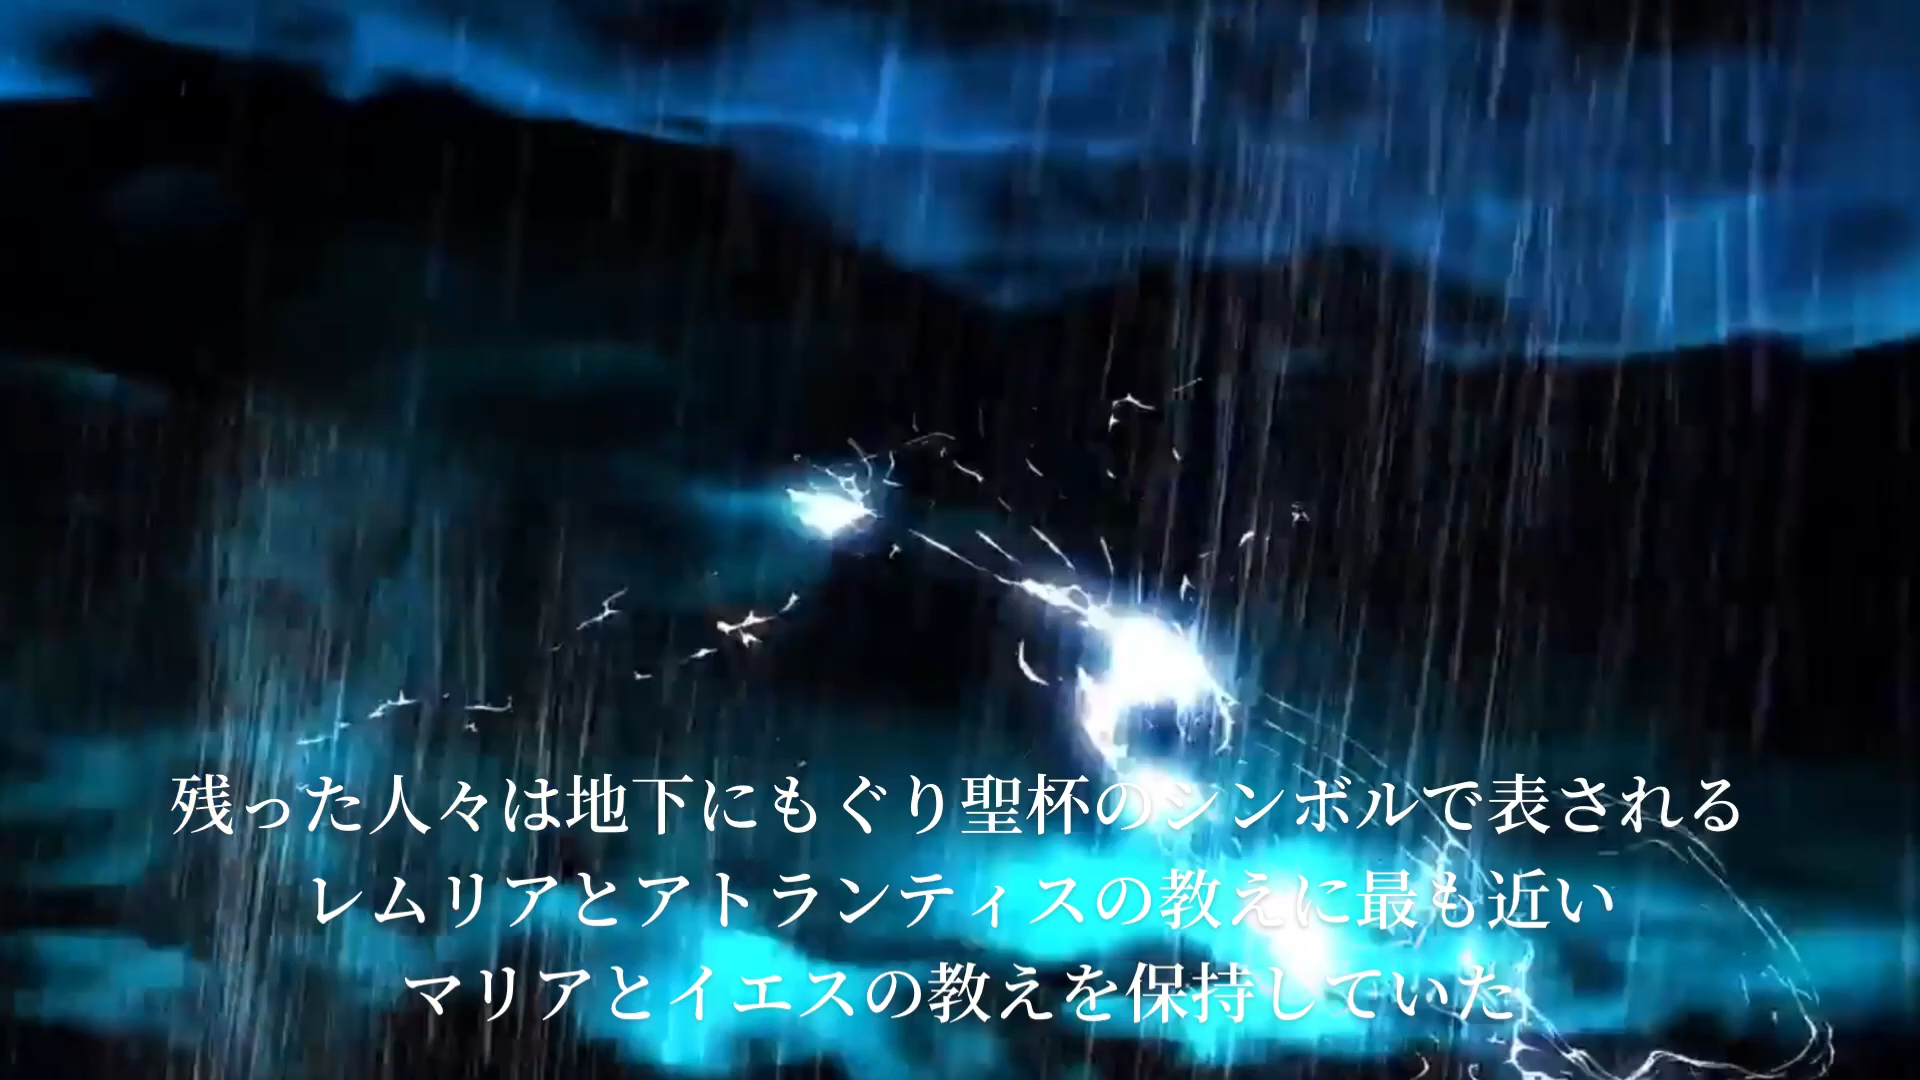 残った人々は地下にもぐり聖杯のシンボルで表される
レムリアとアトランティスの教えに最も近い
マリアとイエスの教えを保持していた